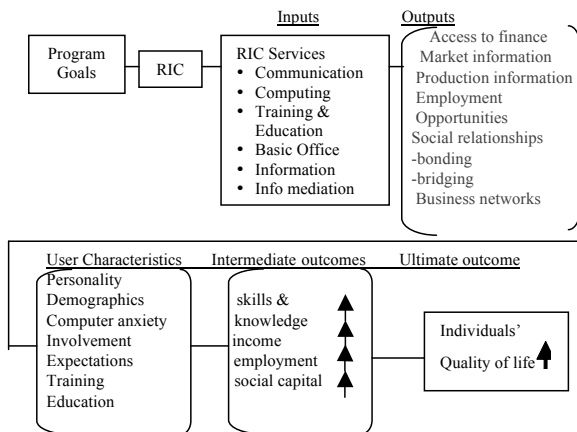 Inputs
Outputs
Program
Goals
RIC
RIC Services
• Communication
• Computing
• Training &
Education
• Basic Office
• Information
• Info mediation
Access to finance
Market information
Production information
Employment
Opportunities
Social relationships
-bonding
-bridging
Business networks
User Characteristics
Personality
Demographics
Computer anxiety
Involvement
Expectations
Training
Education
Intermediate outcomes
skills &
knowledge
income
employment
social capital
Ultimate outcome
Individuals'
Quality of life